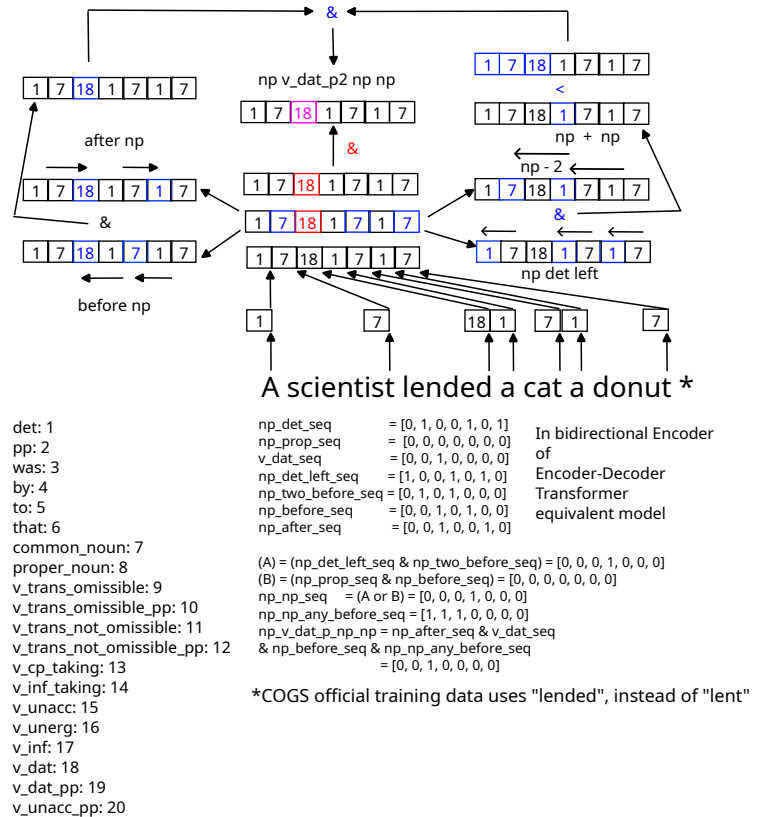 &
np v_dat_p2 np np
1 7 18 1 7 1 7
<
1 7 18 1 7 1 7
1 7 18 1 7 1 7
1 7 18 1 7 1 7
np + np
after np
&
np - 2
1 7 18 1 7 1 7
1 7 18 1 7 1 7
1 7 18 1 7 1 7
&
1 7 18 1 7 1 7
&
1 7 18 1 7 1 7
1 7 18 1 7 1 7
1 7 18 1 7 1 7
np det left
before np
1 7 18 1 7 1 7
A scientist lended a cat a donut *
det: 1
pp: 2
was: 3
by: 4
to: 5
that: 6
common_noun: 7
proper_noun: 8
v_trans_omissible: 9
v_trans_omissible_pp: 10
v_trans_not_omissible: 11
v_trans_not_omissible_pp: 12
v_cp_taking: 13
v_inf_taking: 14
v_unacc: 15
v_unerg: 16
v_inf: 17
v_dat: 18
v_dat_pp: 19
v_unacc_pp: 20
np_det_seq = [0, 1, 0, 0, 1, 0, 1]
np_prop_seq = [0, 0, 0, 0, 0, 0, 0]
v_dat_seq = [0, 0, 1, 0, 0, 0, 0]
np_det_left_seq = [1, 0, 0, 1, 0, 1, 0]
np_two_before_seq = [0, 1, 0, 1, 0, 0, 0]
np_before_seq = [0, 0, 1, 0, 1, 0, 0]
np_after_seq = [0, 0, 1, 0, 0, 1, 0]
In bidirectional Encoder
of
Encoder-Decoder
Transformer
equivalent model
(A) = (np_det_left_seq & np_two_before_seq) = [0, 0, 0, 1, 0, 0, 0]
(B) = (np_prop_seq & np_before_seq) = [0, 0, 0, 0, 0, 0, 0]
np_np_seq = (A or B) = [0, 0, 0, 1, 0, 0, 0]
np_np_any_before_seq = [1, 1, 1, 0, 0, 0, 0]
np_v_dat_p_np_np = np_after_seq & v_dat_seq
& np_before_seq & np_np_any_before_seq
= [0, 0, 1, 0, 0, 0, 0]
*COGS official training data uses "lended", instead of "lent"